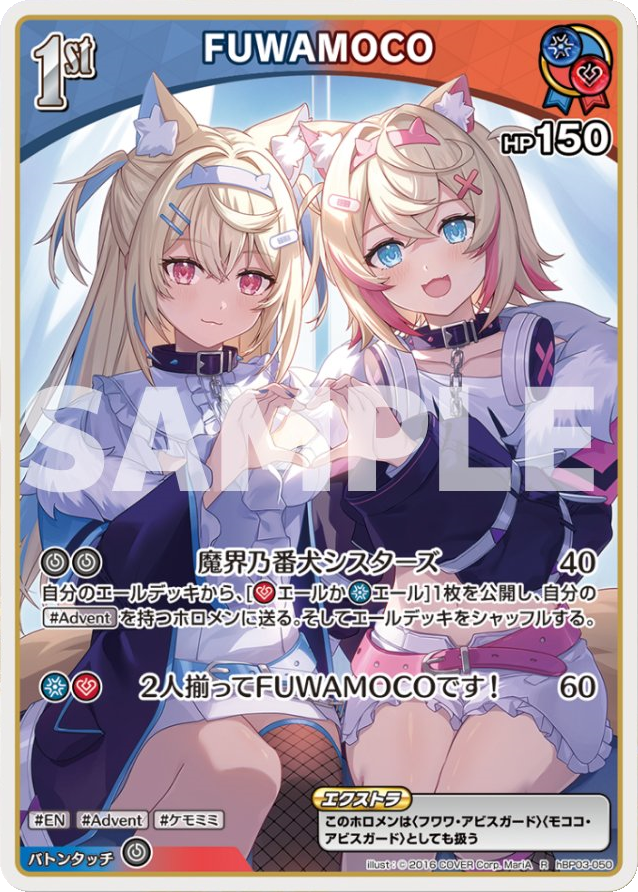 1st
FUWAMOCO
HP150
SAMPLE
魔界乃番犬シスターズ 40
自分のエールデッキから、[エールかエール]1枚を公開し、自分の
#Advent を持つホロメンに送る。そしてエールデッキをシャッフルする。
2人揃ってFUWAMOCOです! 60
エクストラ
このホロメンは〈フワワ・アビスガード〉〈モココ・
アビスガード〉としても扱う
#EN #Advent #ケモミミ
バトンタッチ
illust:© 2016 COVER Corp. MarIA R hBP03-050